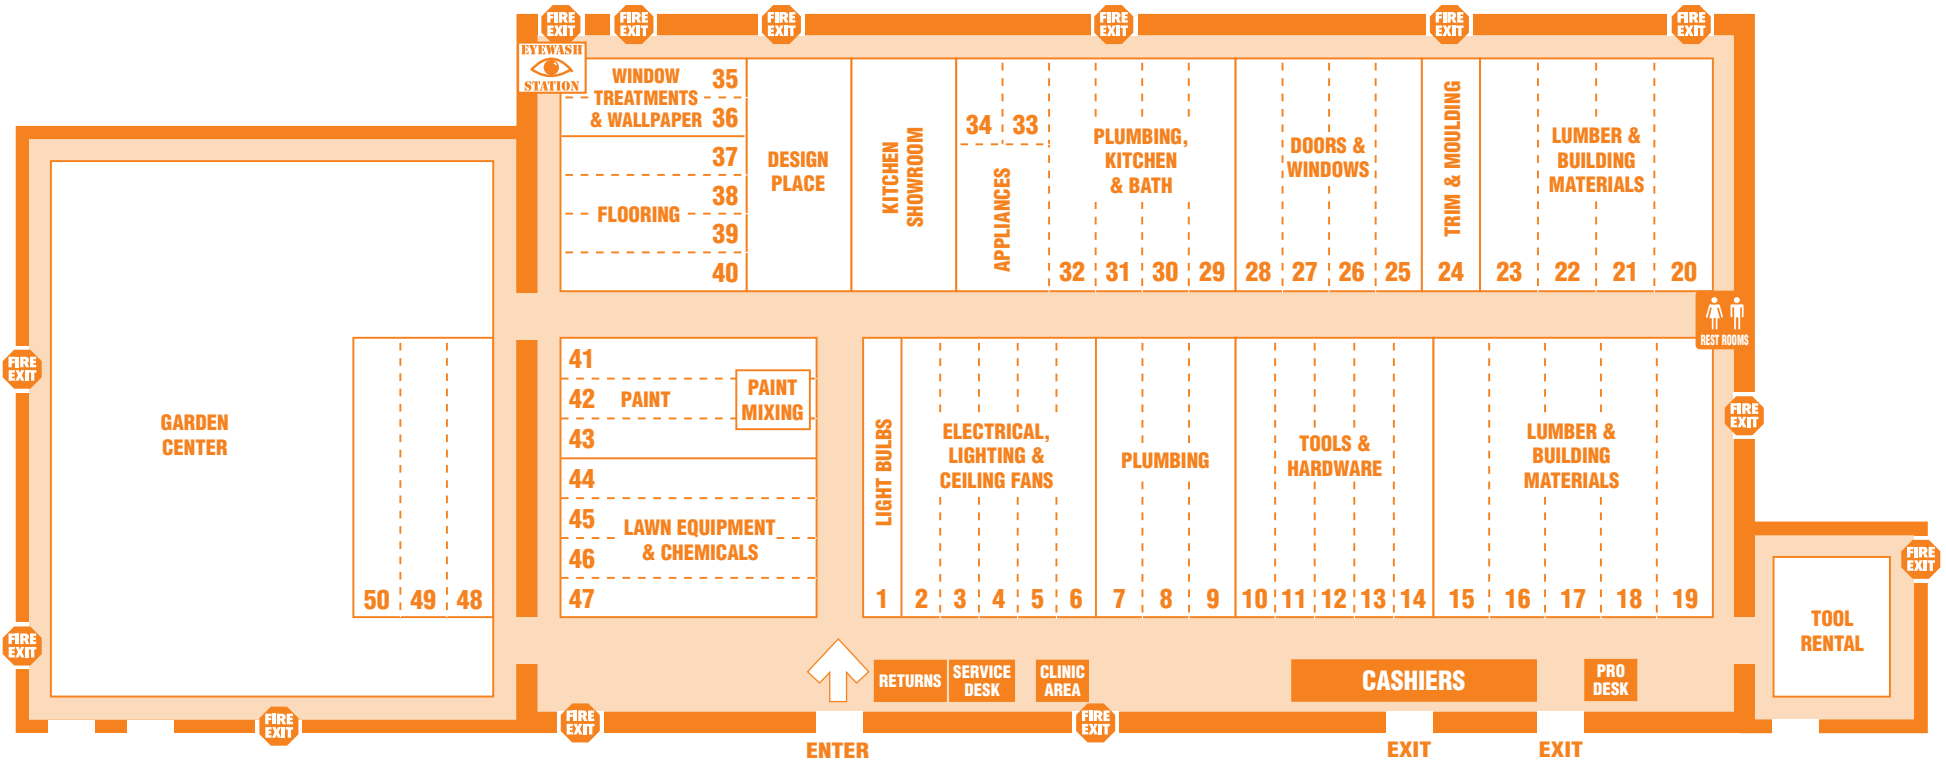 FIRE
EXIT
FIRE
EXIT
FIRE
EXIT
FIRE
EXIT
FIRE
EXIT
FIRE
EXIT
EYEWASH
STATION
WINDOW
TREATMENTS
& WALLPAPER
35
36
37
38
FLOORING
39
40
DESIGN
PLACE
KITCHEN
SHOWROOM
34 33
APPLIANCES
PLUMBING,
KITCHEN
& BATH
32 31 30 29
DOORS &
WINDOWS
28 27 26 25
TRIM & MOULDING
24
LUMBER &
BUILDING
MATERIALS
23 22 21 20
REST ROOMS
FIRE
EXIT
FIRE
EXIT
GARDEN
CENTER
50 49 48
41
42 PAINT
43
PAINT
MIXING
44
45
46
47
LAWN EQUIPMENT
& CHEMICALS
LIGHT BULBS
1
ELECTRICAL,
LIGHTING &
CEILING FANS
2 3 4 5 6
PLUMBING
7 8 9
TOOLS &
HARDWARE
10 11 12 13 14
LUMBER &
BUILDING
MATERIALS
15 16 17 18 19
FIRE
EXIT
FIRE
EXIT
TOOL
RENTAL
RETURNS
SERVICE
DESK
CLINIC
AREA
CASHIERS
PRO
DESK
FIRE
EXIT
FIRE
EXIT
FIRE
EXIT
ENTER
EXIT
EXIT